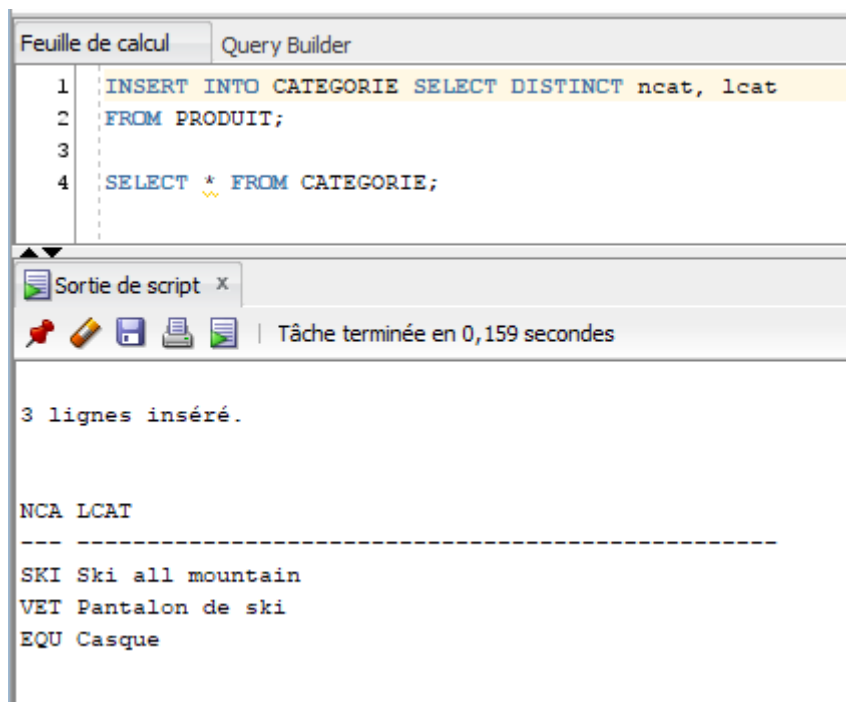 Feuille de calcul Query Builder
1 INSERT INTO CATEGORIE SELECT DISTINCT ncat, lcat
2 FROM PRODUIT;
3
4 SELECT * FROM CATEGORIE;
Sortie de script x
Tâche terminée en 0,159 secondes
3 lignes inséré.
NCA LCAT
--- --------------------------------------------------
SKI Ski all mountain
VET Pantalon de ski
EQU Casque